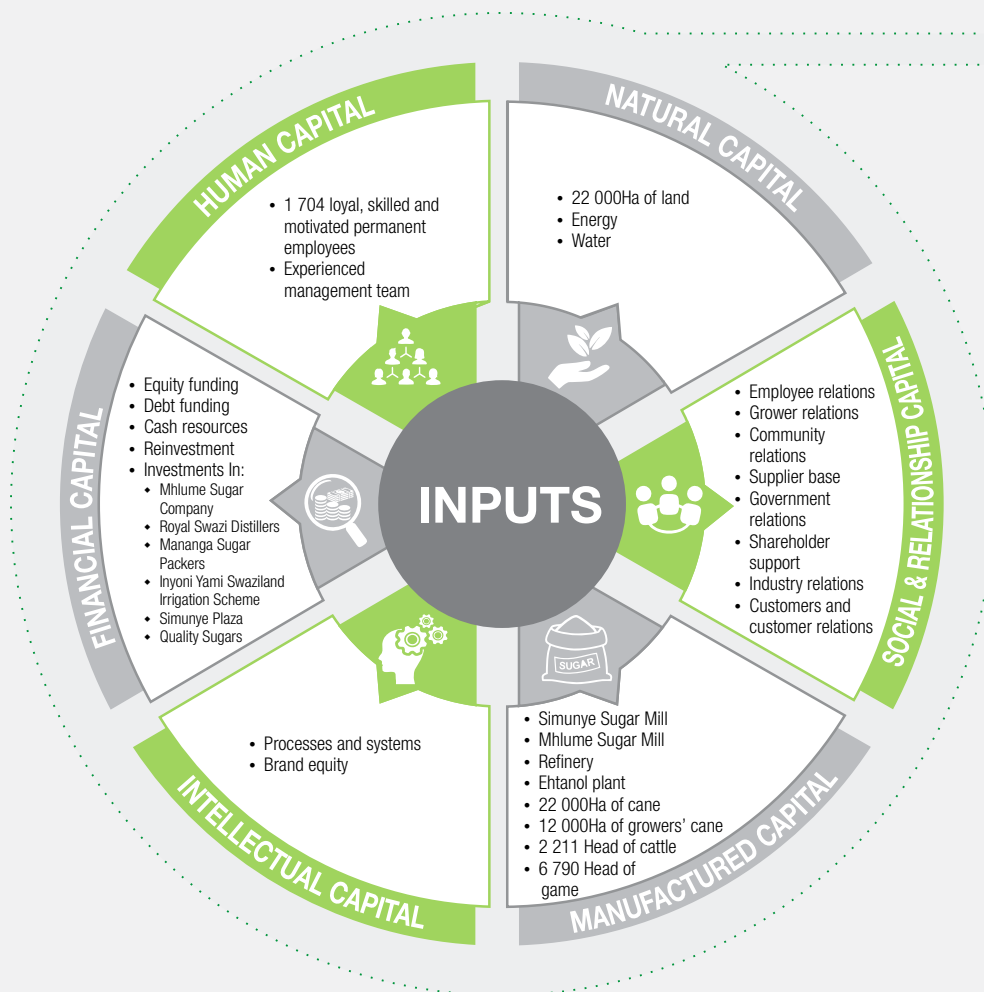 HUMAN CAPITAL
• 1 704 loyal, skilled and
motivated permanent
employees
• Experienced
management team
NATURAL CAPITAL
• 22 000Ha of land
• Energy
• Water
FINANCIAL CAPITAL
• Equity funding
• Debt funding
• Cash resources
• Reinvestment
• Investments In:
◆ Mhlume Sugar
Company
◆ Royal Swazi Distillers
◆ Mananga Sugar
Packers
◆ Inyoni Yami Swaziland
Irrigation Scheme
◆ Simunye Plaza
◆ Quality Sugars
INPUTS
SOCIAL & RELATIONSHIP CAPITAL
• Employee relations
• Grower relations
• Community
relations
• Supplier base
• Government
relations
• Shareholder
support
• Industry relations
• Customers and
customer relations
INTELLECTUAL CAPITAL
• Processes and systems
• Brand equity
SUGAR
MANUFACTURED CAPITAL
• Simunye Sugar Mill
• Mhlume Sugar Mill
• Refinery
• Ehtanol plant
• 22 000Ha of cane
• 12 000Ha of growers' cane
• 2 211 Head of cattle
• 6 790 Head of
game